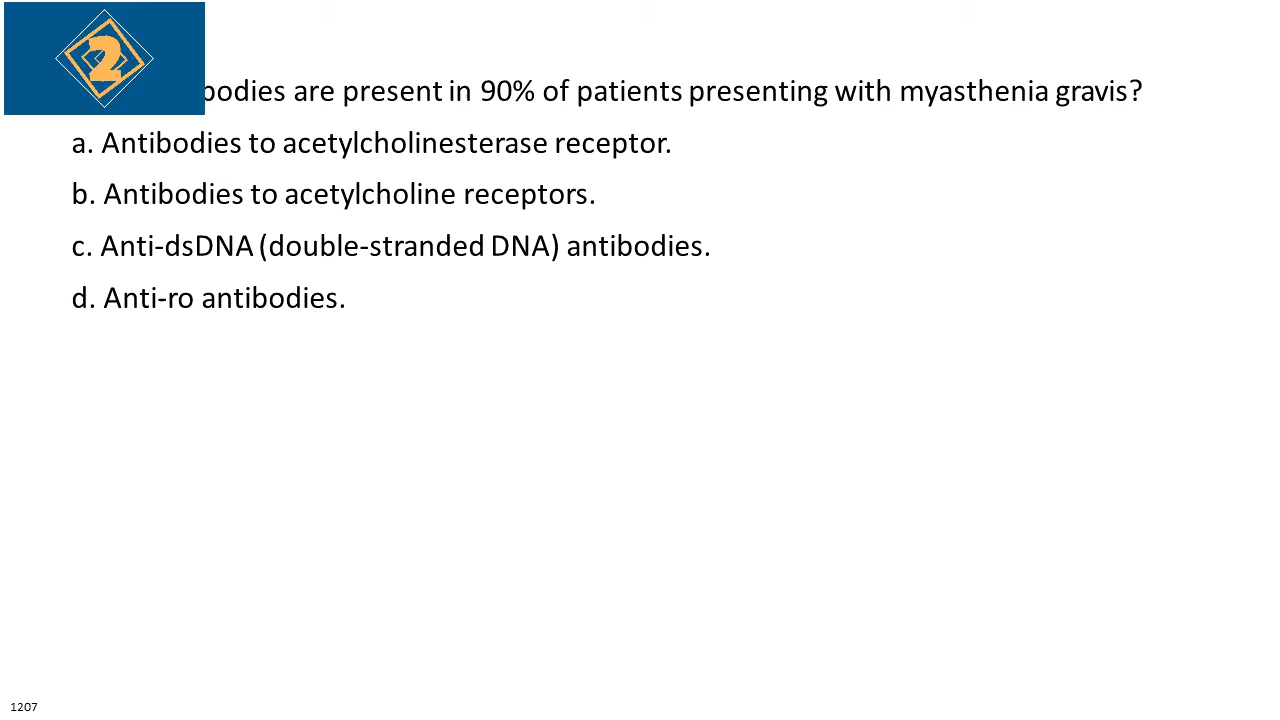 2
bodies are present in 90% of patients presenting with myasthenia gravis?
a. Antibodies to acetylcholinesterase receptor.
b. Antibodies to acetylcholine receptors.
c. Anti-dsDNA (double-stranded DNA) antibodies.
d. Anti-ro antibodies.
1207